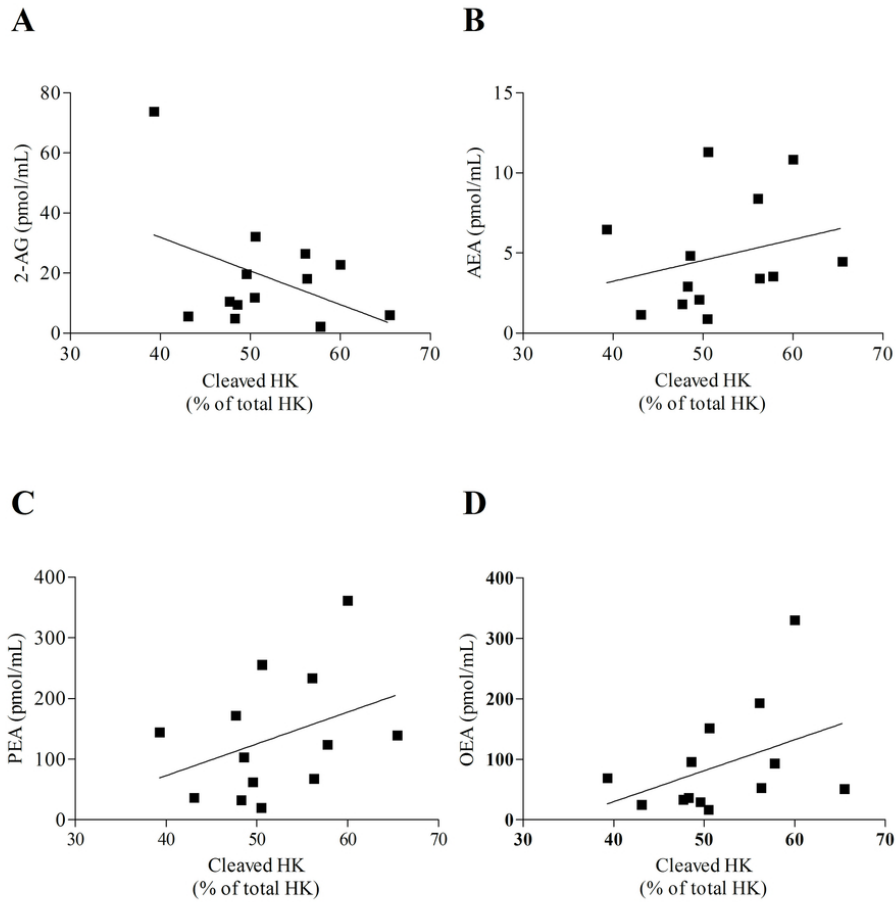 A
80
60
40
20
0
30 40 50 60 70
2-AG (pmol/mL)
Cleaved HK
(% of total HK)
B
15
10
5
0
30 40 50 60 70
AEA (pmol/mL)
Cleaved HK
(% of total HK)
C
400
300
200
100
0
30 40 50 60 70
PEA (pmol/mL)
Cleaved HK
(% of total HK)
D
400
300
200
100
0
30 40 50 60 70
OEA (pmol/mL)
Cleaved HK
(% of total HK)